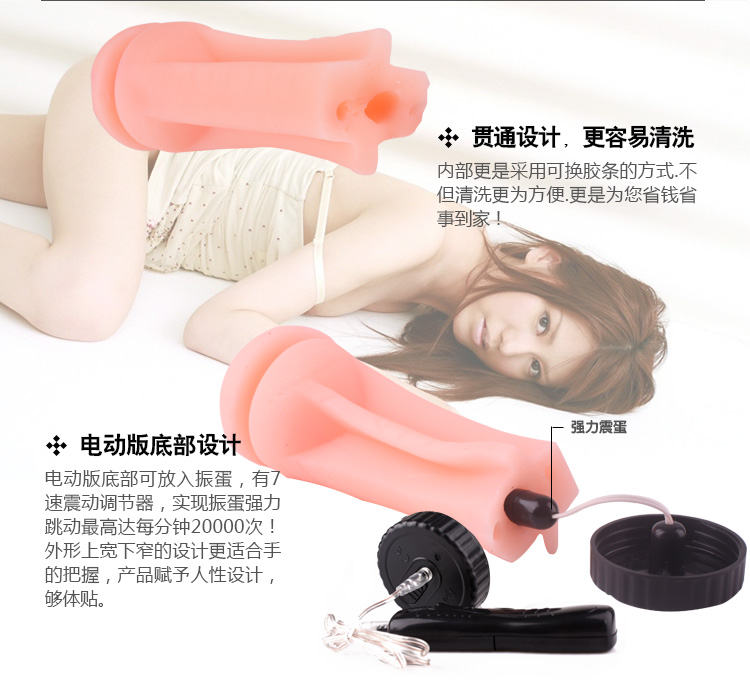 贯通设计，更容易清洗
内部更是采用可换胶条的方式.不
但清洗更为方便.更是为您省钱省
事到家！
强力震蛋
电动版底部设计
电动版底部可放入振蛋，有7
速震动调节器，实现振蛋强力
跳动最高达每分钟20000次！
外形上宽下窄的设计更适合手
的把握，产品赋予人性设计，
够体贴。